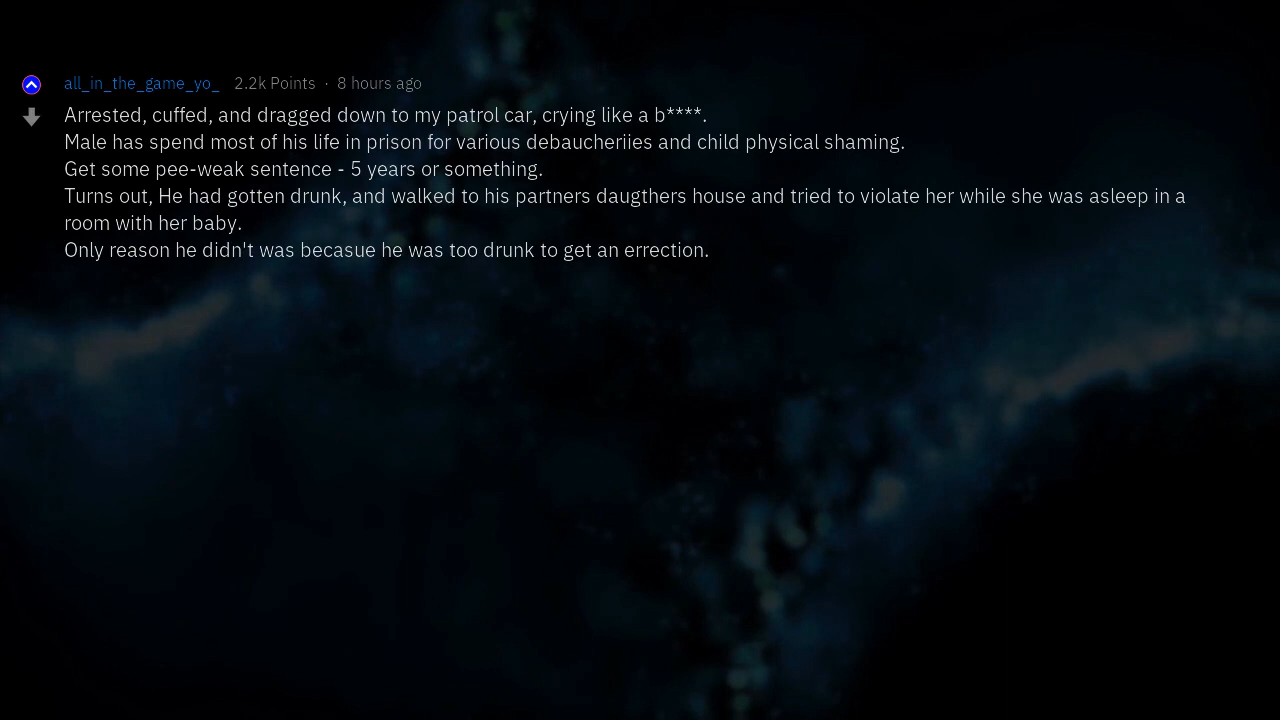 all_in_the_game_yo_ 2.2k Points · 8 hours ago
Arrested, cuffed, and dragged down to my patrol car, crying like a b****.
Male has spend most of his life in prison for various debaucheriies and child physical shaming.
Get some pee-weak sentence - 5 years or something.
Turns out, He had gotten drunk, and walked to his partners daugthers house and tried to violate her while she was asleep in a
room with her baby.
Only reason he didn't was becasue he was too drunk to get an errection.